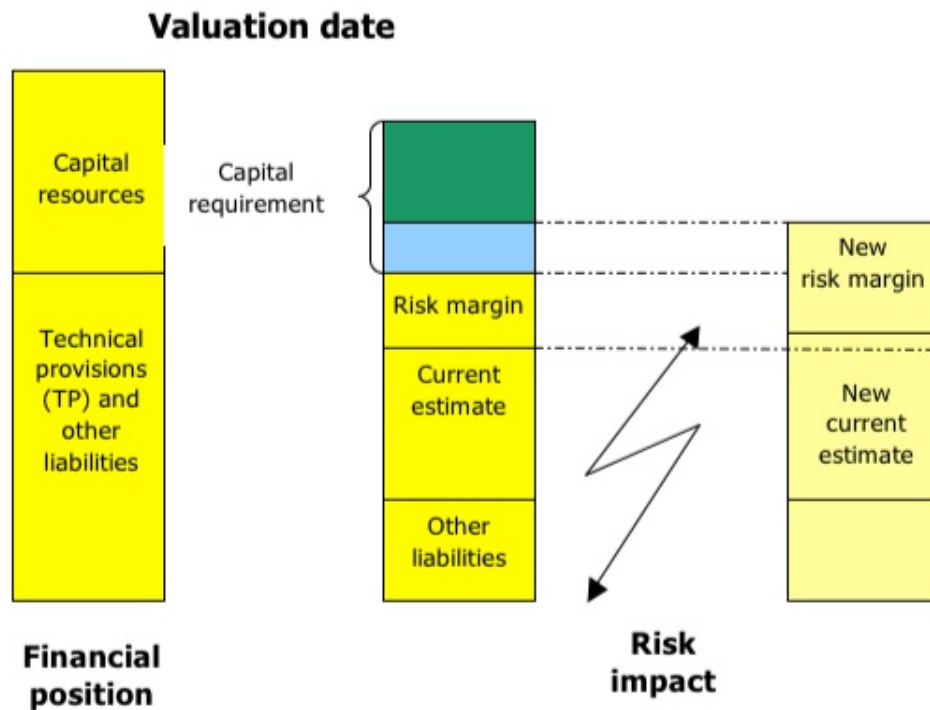 Valuation date
Capital
resources
Capital
requirement
Technical
provisions
(TP) and
other
liabilities
Risk margin
Current
estimate
Other
liabilities
New
risk margin
New
current
estimate
Financial
position
Risk
impact